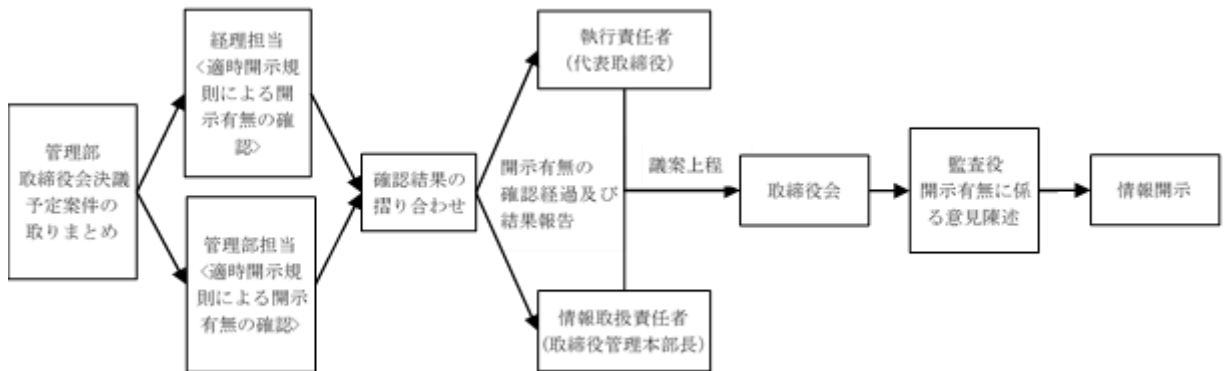 管理部
取締役会決議
予定案件の
取りまとめ
経理担当
<適時開示規
則による開
示有無の確
認>
管理部担当
<適時開示規
則による開示
有無の確認>
確認結果の
摺り合わせ
開示有無の
確認経過及び
結果報告
執行責任者
(代表取締役)
情報取扱責任者
(取締役管理本部長)
議案上程
取締役会
監査役
開示有無に係
る意見陳述
情報開示